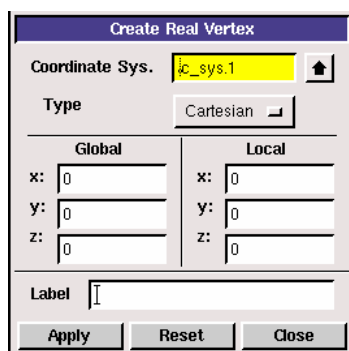 Create Real Vertex
Coordinate Sys. c_sys.1
Type Cartesian
Global Local
x: 0 x: 0
y: 0 y: 0
z: 0 z: 0
Label
Apply Reset Close